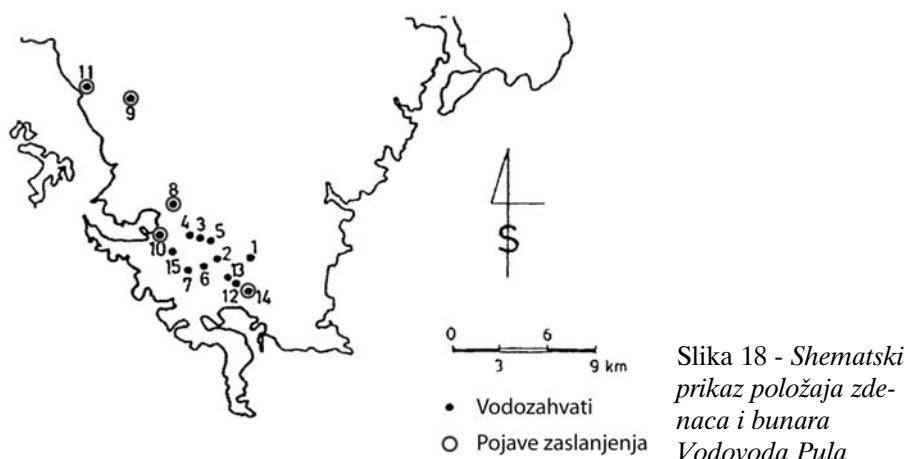 11
9
8
4 3 5
10
2 1
15
7 6 13
12 14
S
0 6
3 9 km
Vodozahvati
Pojave zaslanjenja
Slika 18 - Shematski
prikaz položaja zde-
naca i bunara
Vodovoda Pula